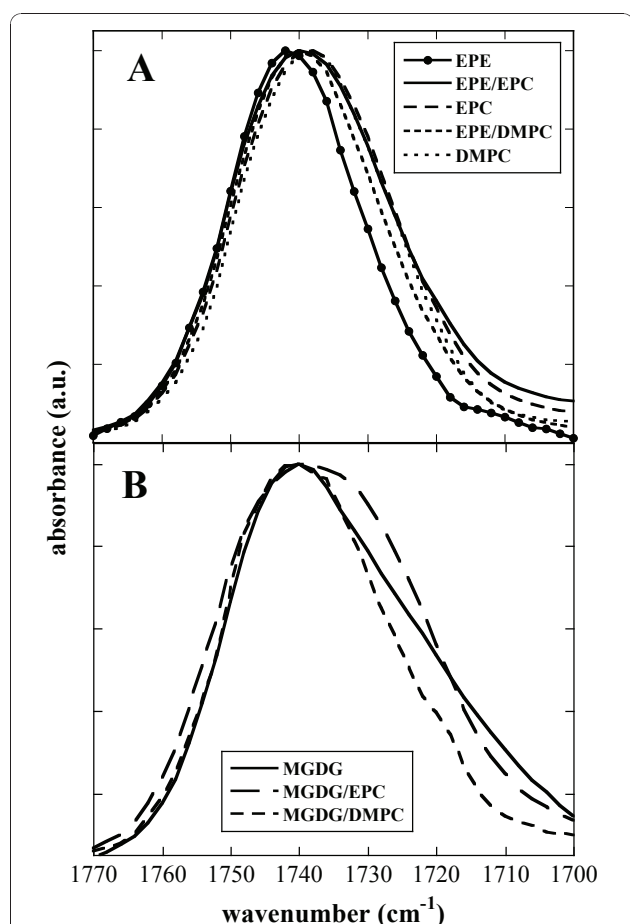 A
EPE
EPE/EPC
EPC
EPE/DMPC
DMPC
absorbance (a.u.)
B
MGDG
MGDG/EPC
MGDG/DMPC
1770 1760 1750 1740 1730 1720 1710 1700
wavenumber (cm-1)